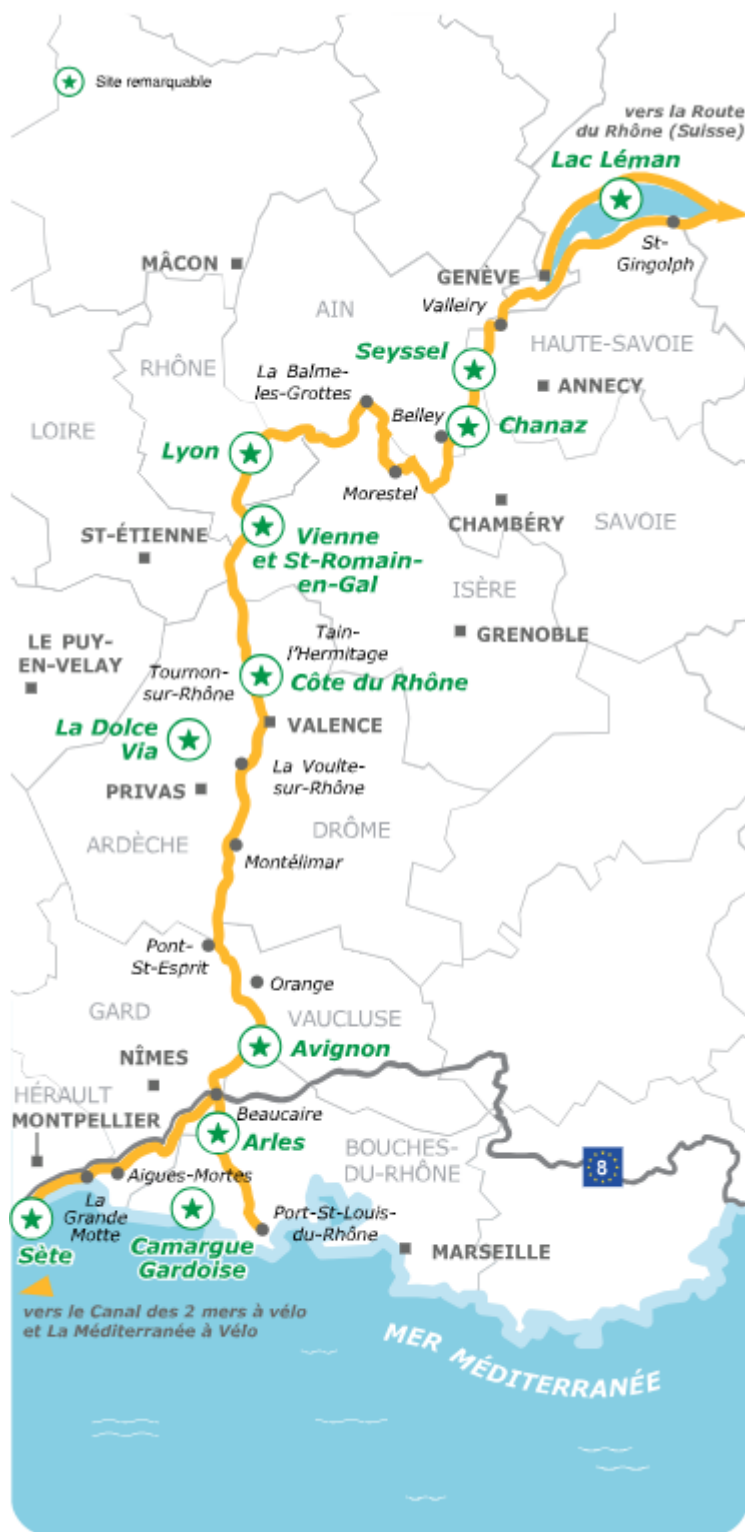 Site remarquable
vers la Route
du Rhône (Suisse)
Lac Léman
St-
Gingolph
MÂCON
GENÈVE
AIN
Valleiry
HAUTE-SAVOIE
RHÔNE
Seyssel
La Balme-
les-Grottes
ANNECY
LOIRE
Belley
Chanaz
Lyon
Morestel
CHAMBÉRY
SAVOIE
ST-ÉTIENNE
Vienne
et St-Romain-
en-Gal
ISÈRE
LE PUY-
EN-VELAY
Tain-
l'Hermitage
GRENOBLE
Tournon-
sur-Rhône
Côte du Rhône
La Dolce
Via
VALENCE
PRIVAS
La Voulte-
sur-Rhône
ARDÈCHE
DRÔME
Montélimar
Pont-
St-Esprit
Orange
GARD
VAUCLUSE
Avignon
NÎMES
HÉRAULT
MONTPELLIER
Beaucaire
Arles
BOUCHES-
DU-RHÔNE
8
Aigues-Mortes
La
Grande
Motte
Port-St-Louis-
du-Rhône
Sète
Camargue
Gardoise
MARSEILLE
vers le Canal des 2 mers à vélo
et La Méditerranée à Vélo
MER MÉDITERRANÉE